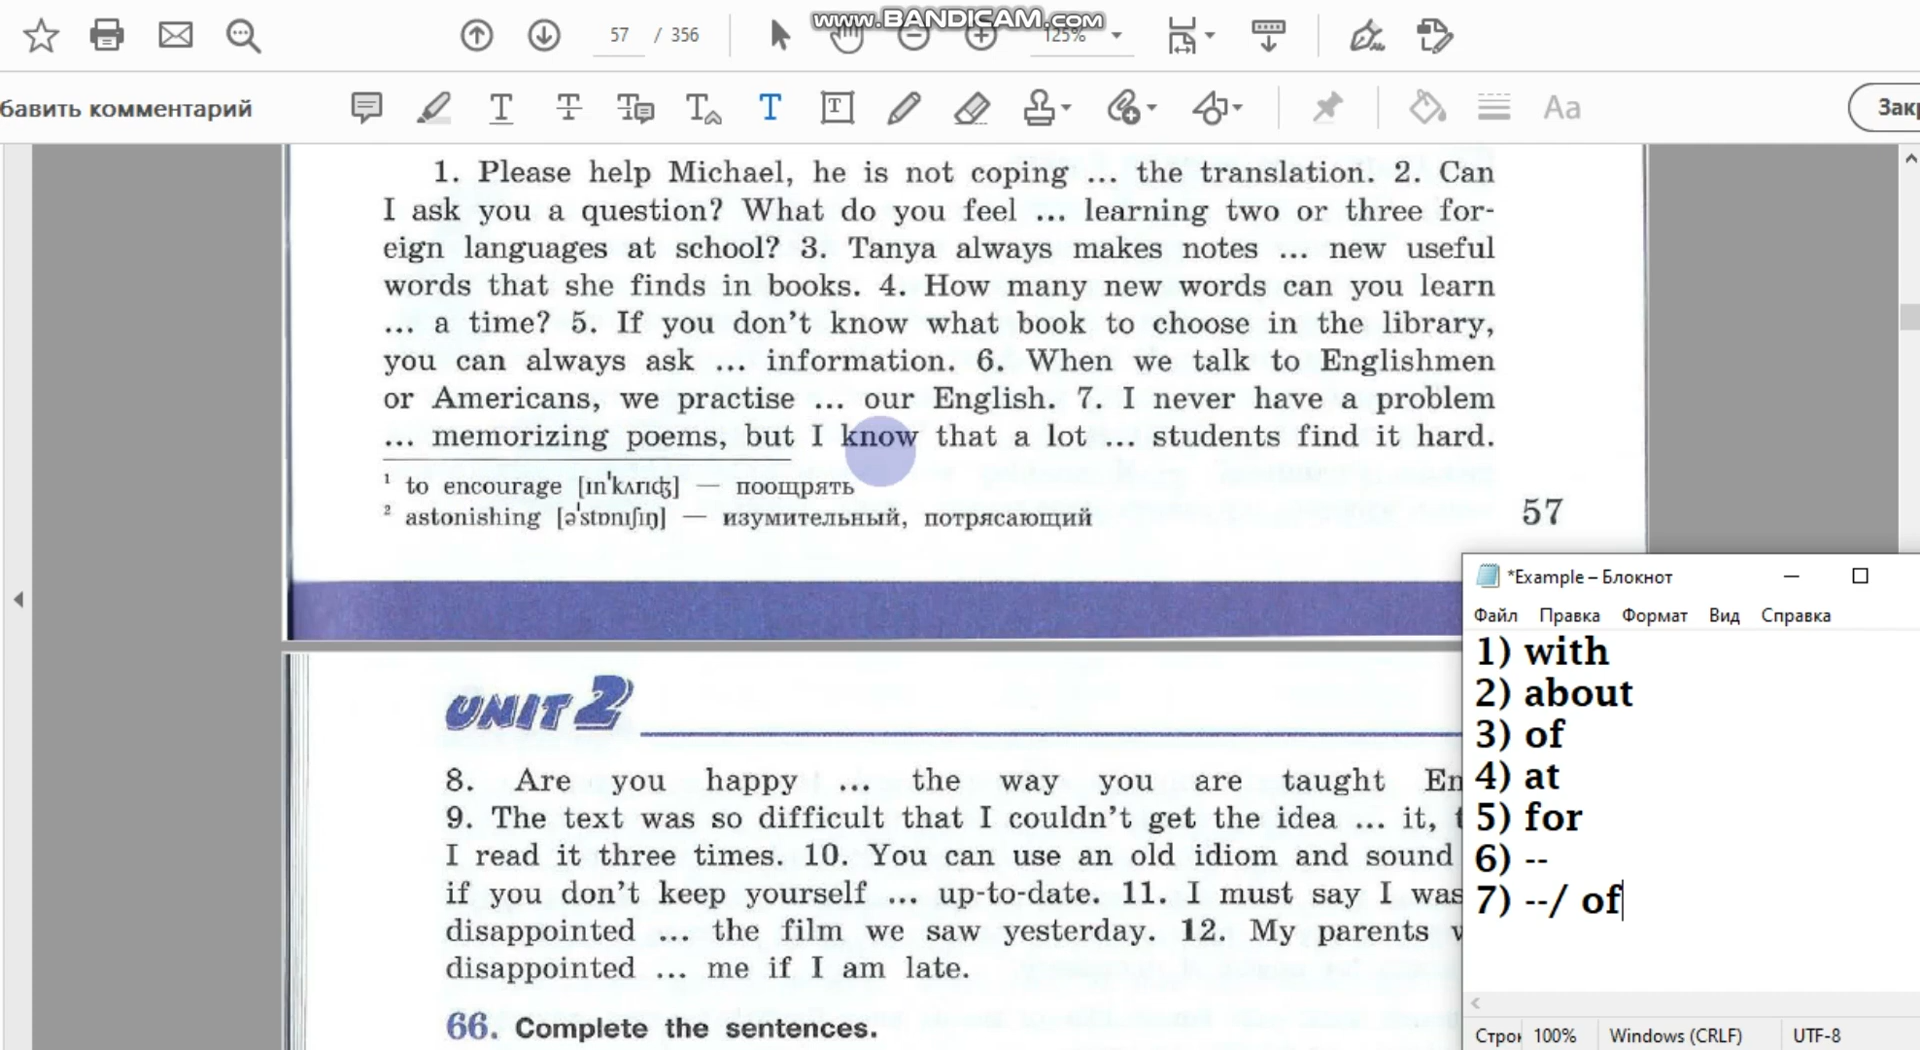 www.BANDICAM.com
57 / 356
125%
бавить комментарий
Aa
1. Please help Michael, he is not coping ... the translation. 2. Can
I ask you a question? What do you feel ... learning two or three for-
eign languages at school? 3. Tanya always makes notes ... new useful
words that she finds in books. 4. How many new words can you learn
... a time? 5. If you don't know what book to choose in the library,
you can always ask ... information. 6. When we talk to Englishmen
or Americans, we practise ... our English. 7. I never have a problem
... memorizing poems, but I know that a lot ... students find it hard.
1 to encourage [ɪnˈkʌrɪʤ] — поощрять
2 astonishing [əˈstɒnɪʃɪŋ] — изумительный, потрясающий
57
UNIT 2
8. Are you happy ... the way you are taught En
9. The text was so difficult that I couldn't get the idea ... it,
I read it three times. 10. You can use an old idiom and sound
if you don't keep yourself ... up-to-date. 11. I must say I was
disappointed ... the film we saw yesterday. 12. My parents
disappointed ... me if I am late.
66. Complete the sentences.
*Example – Блокнот
Файл Правка Формат Вид Справка
1) with
2) about
3) of
4) at
5) for
6) --
7) --/ of
100% Windows (CRLF) UTF-8